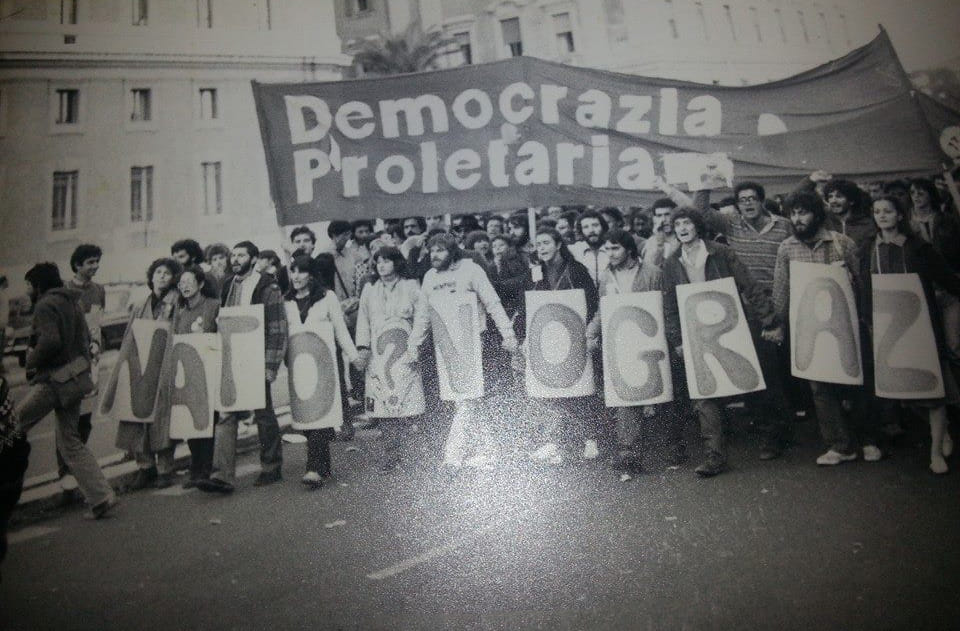 Democrazia
Proletaria
NATO? NO GRAZ